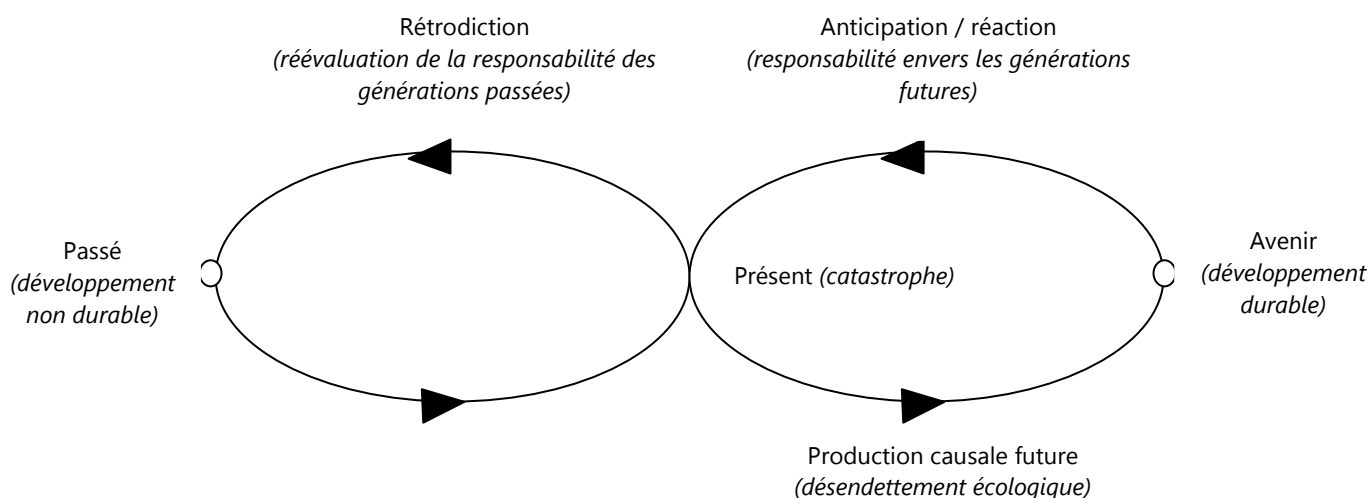 Rétrodiction
(réévaluation de la responsabilité des
générations passées)
Anticipation / réaction
(responsabilité envers les générations
futures)
Passé
(développement
non durable)
Présent (catastrophe)
Avenir
(développement
durable)
Production causale future
(désendettement écologique)